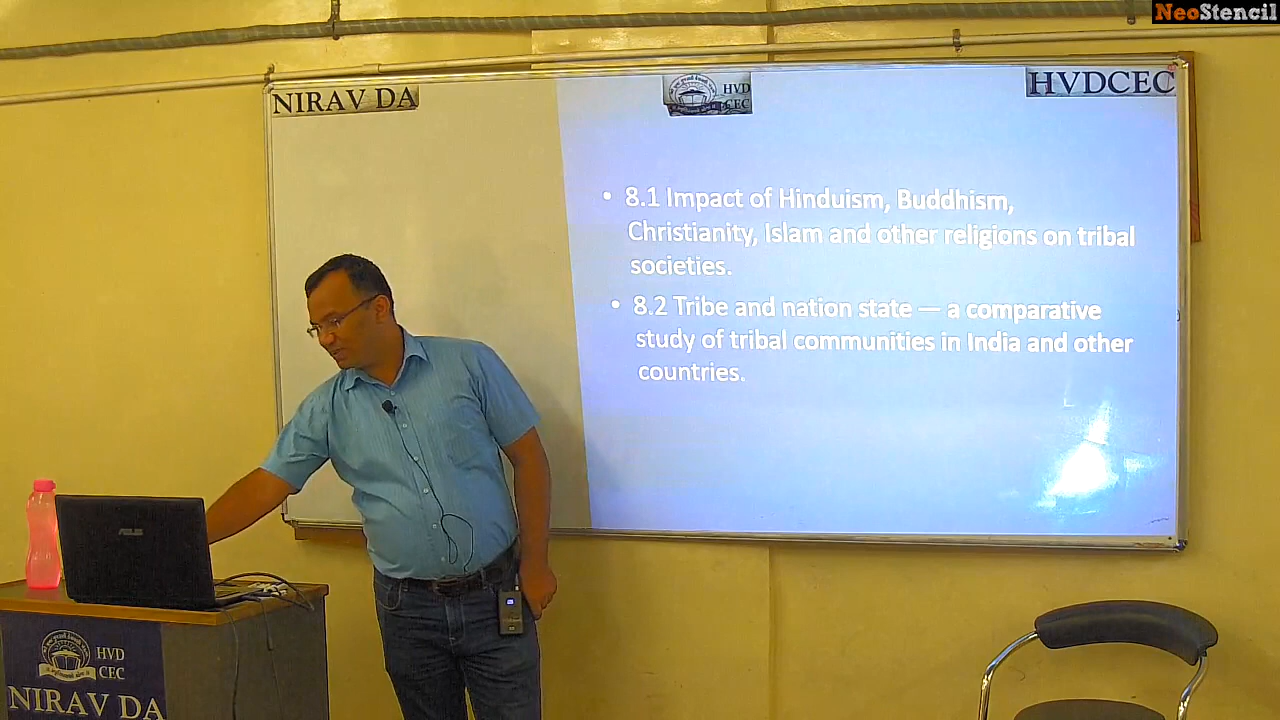 NeoStencil
NIRAV DA
HVD
CEC
HVDCEC
• 8.1 Impact of Hinduism, Buddhism,
Christianity, Islam and other religions on tribal
societies.
• 8.2 Tribe and nation state — a comparative
study of tribal communities in India and other
countries.
ASUS
HVD
CEC
NIRAV DA